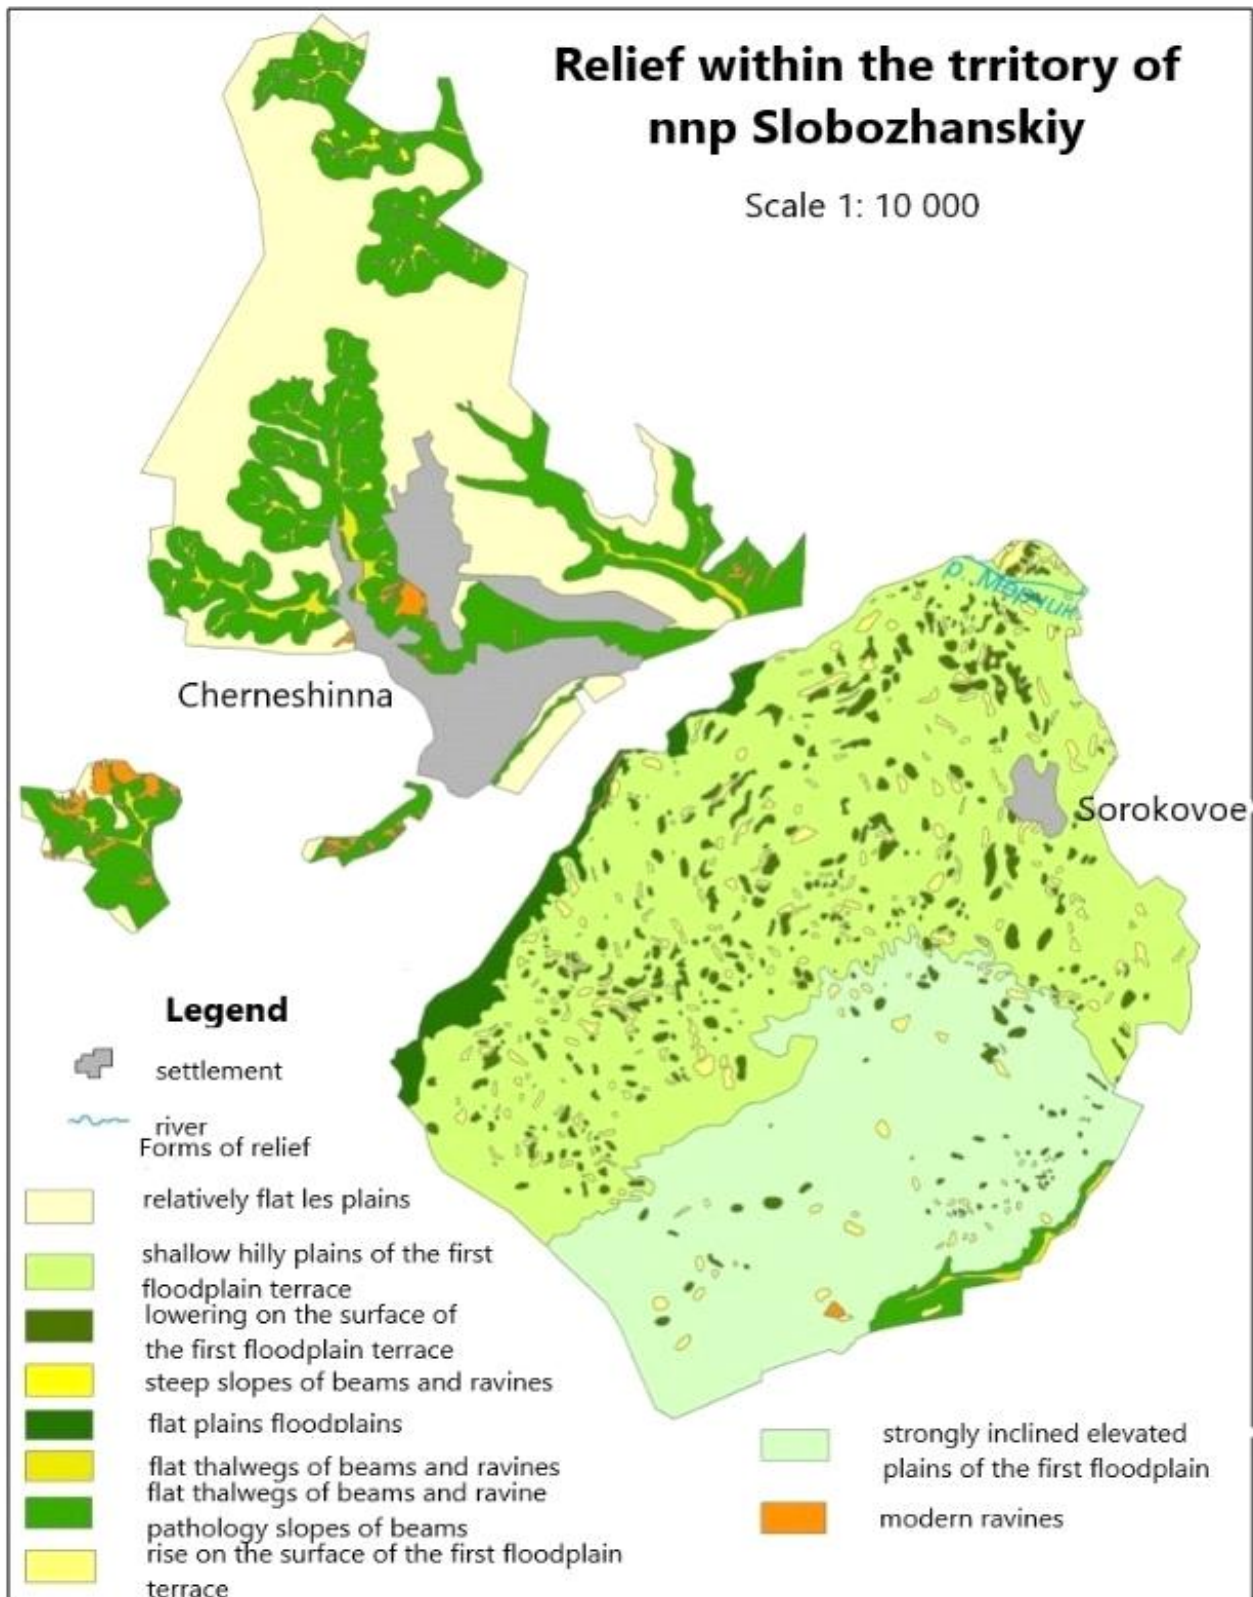 Relief within the trritory of
nnp Slobozhanskiy
Scale 1: 10 000
р. Мерчик
Cherneshinna
Sorokovoe
Legend
settlement
river
Forms of relief
relatively flat les plains
shallow hilly plains of the first
floodplain terrace
lowering on the surface of
the first floodplain terrace
steep slopes of beams and ravines
flat plains floodplains
flat thalwegs of beams and ravines
flat thalwegs of beams and ravine
pathology slopes of beams
rise on the surface of the first floodplain
terrace
strongly inclined elevated
plains of the first floodplain
modern ravines